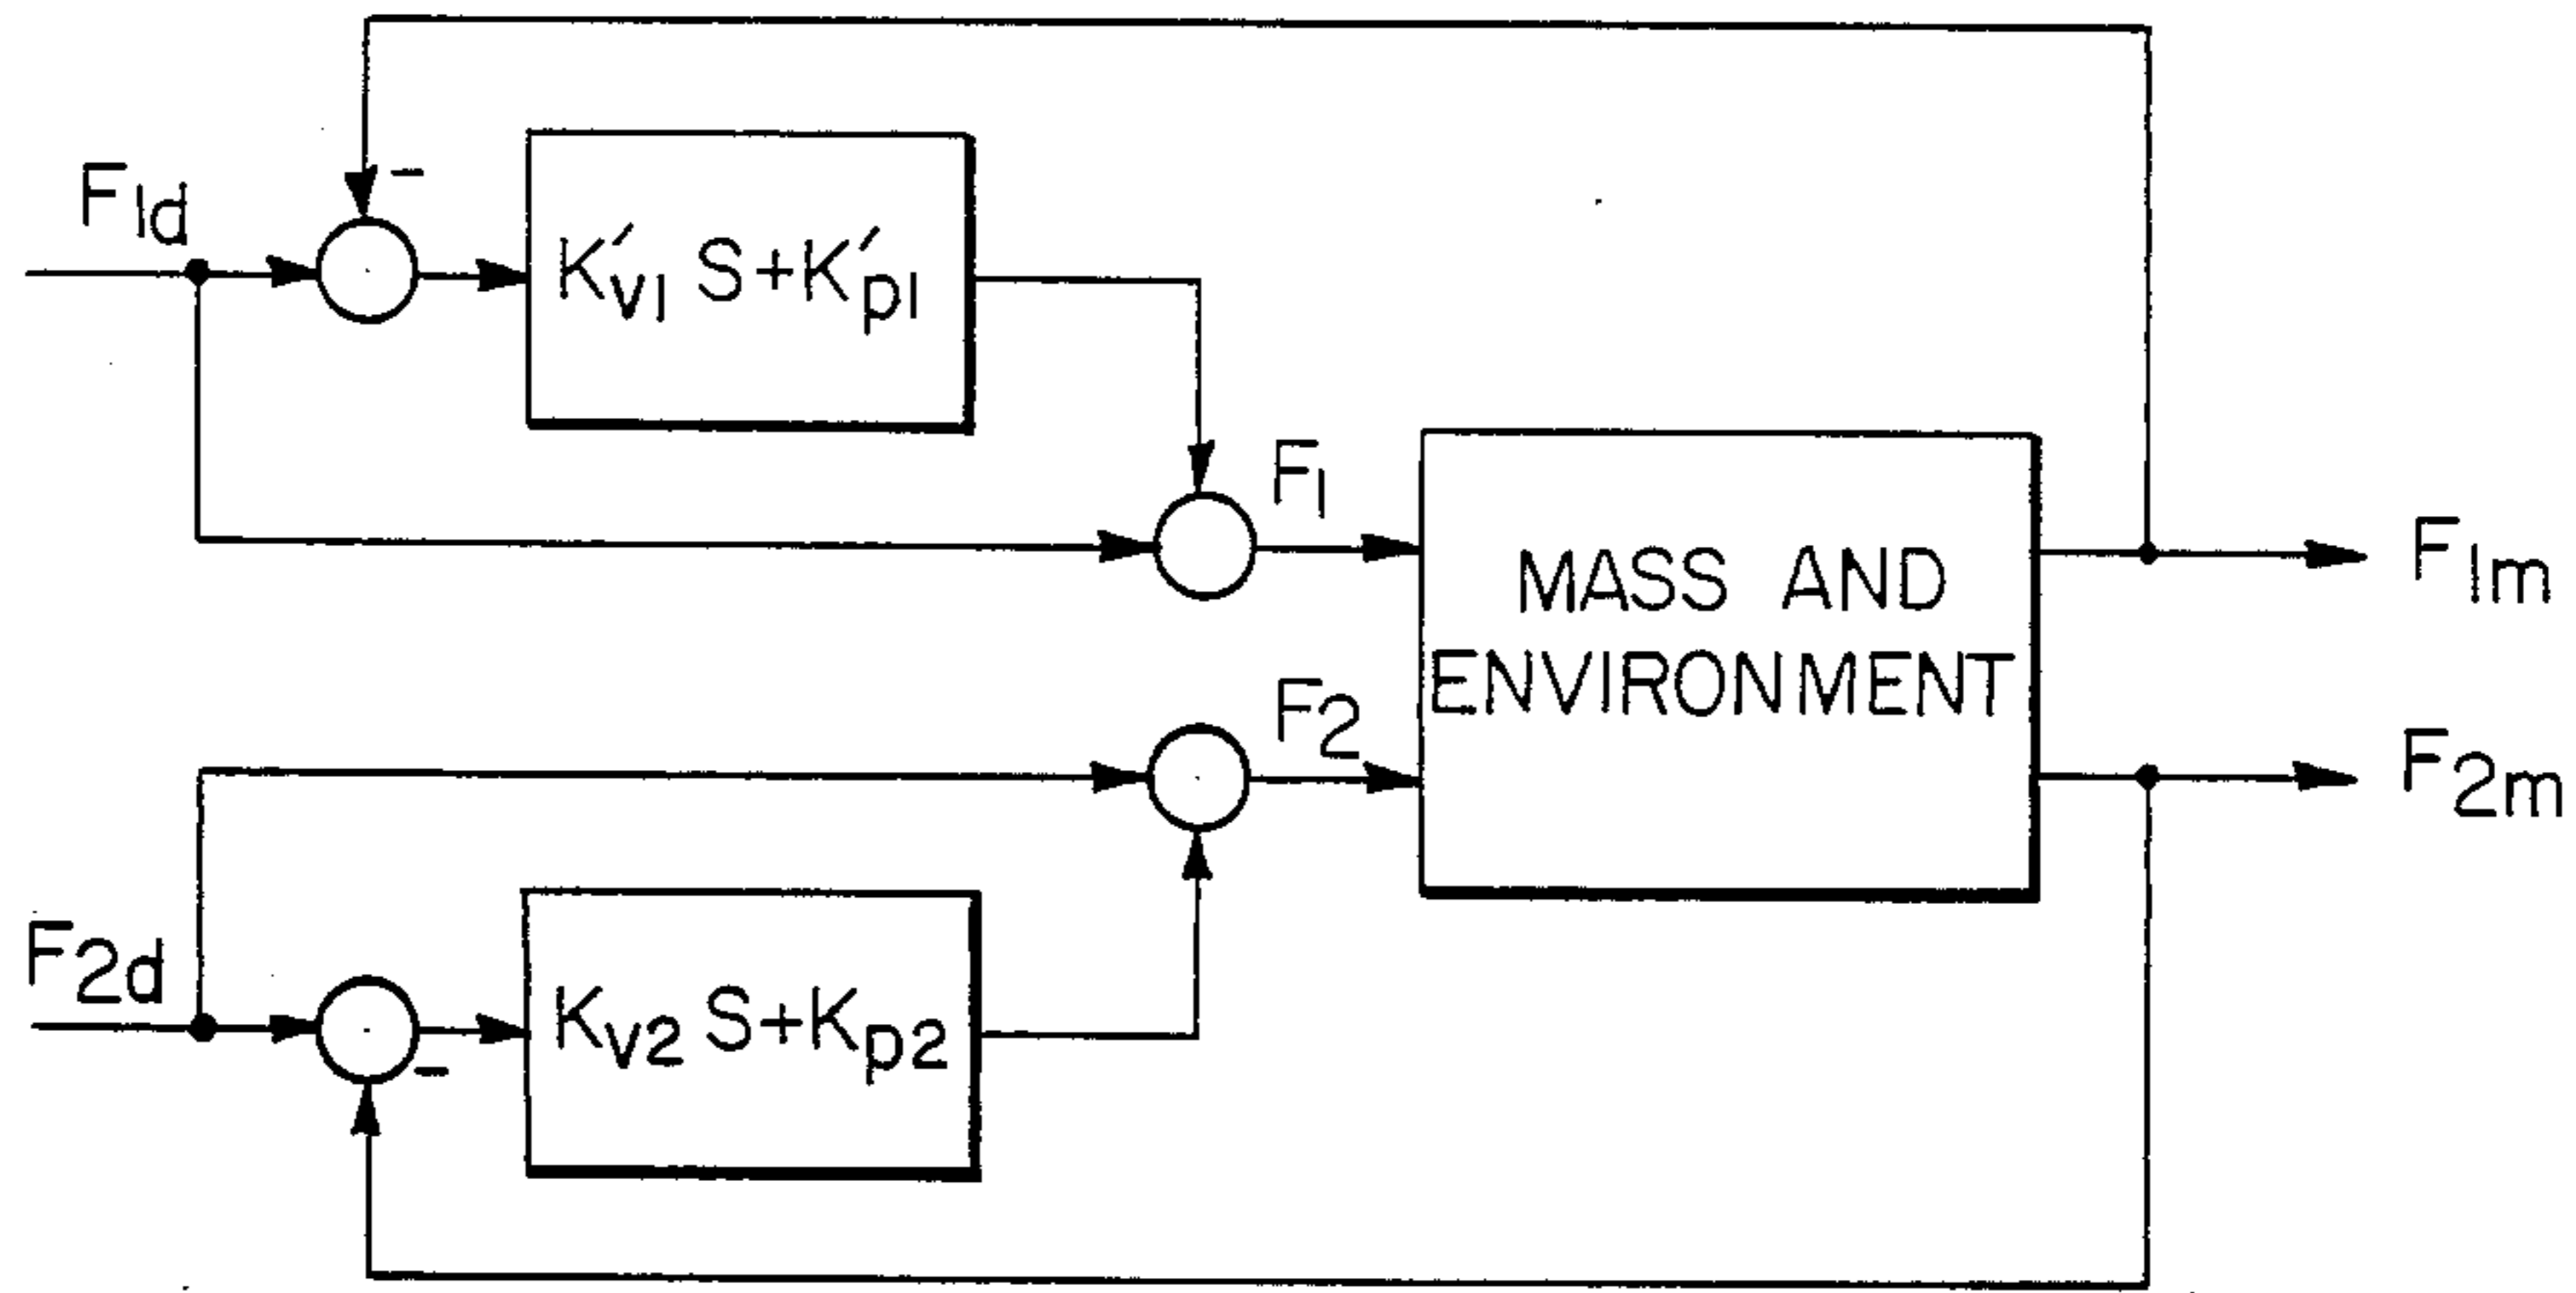 -
F1d
K'v1 S+K'p1
F1
MASS AND
ENVIRONMENT
F1m
F2
F2m
F2d
Kv2 S+Kp2
-